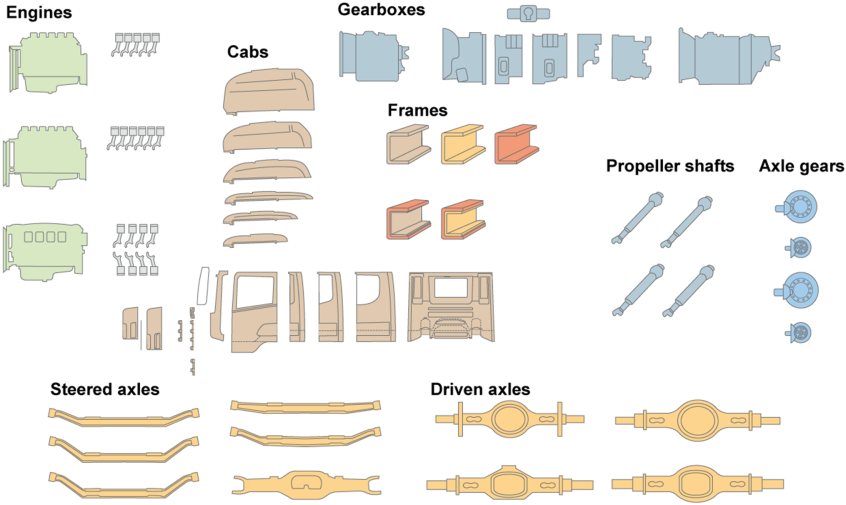 Engines
Gearboxes
Cabs
Frames
Propeller shafts
Axle gears
Steered axles
Driven axles